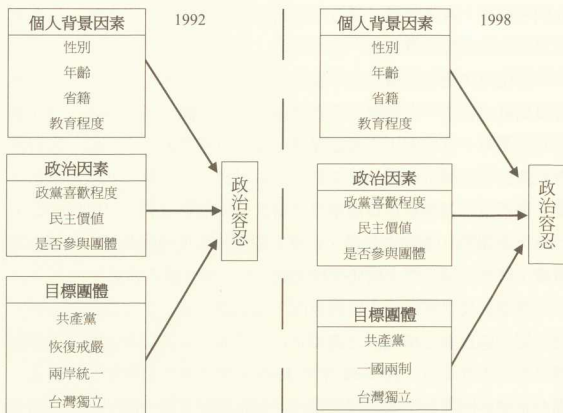 1992
個人背景因素
性別
年齡
省籍
教育程度
政治因素
政黨喜歡程度
民主價值
是否參與團體
目標團體
共產黨
恢復戒嚴
兩岸統一
台灣獨立
政治容忍
1998
個人背景因素
性別
年齡
省籍
教育程度
政治因素
政黨喜歡程度
民主價值
是否參與團體
目標團體
共產黨
一國兩制
台灣獨立
政治容忍